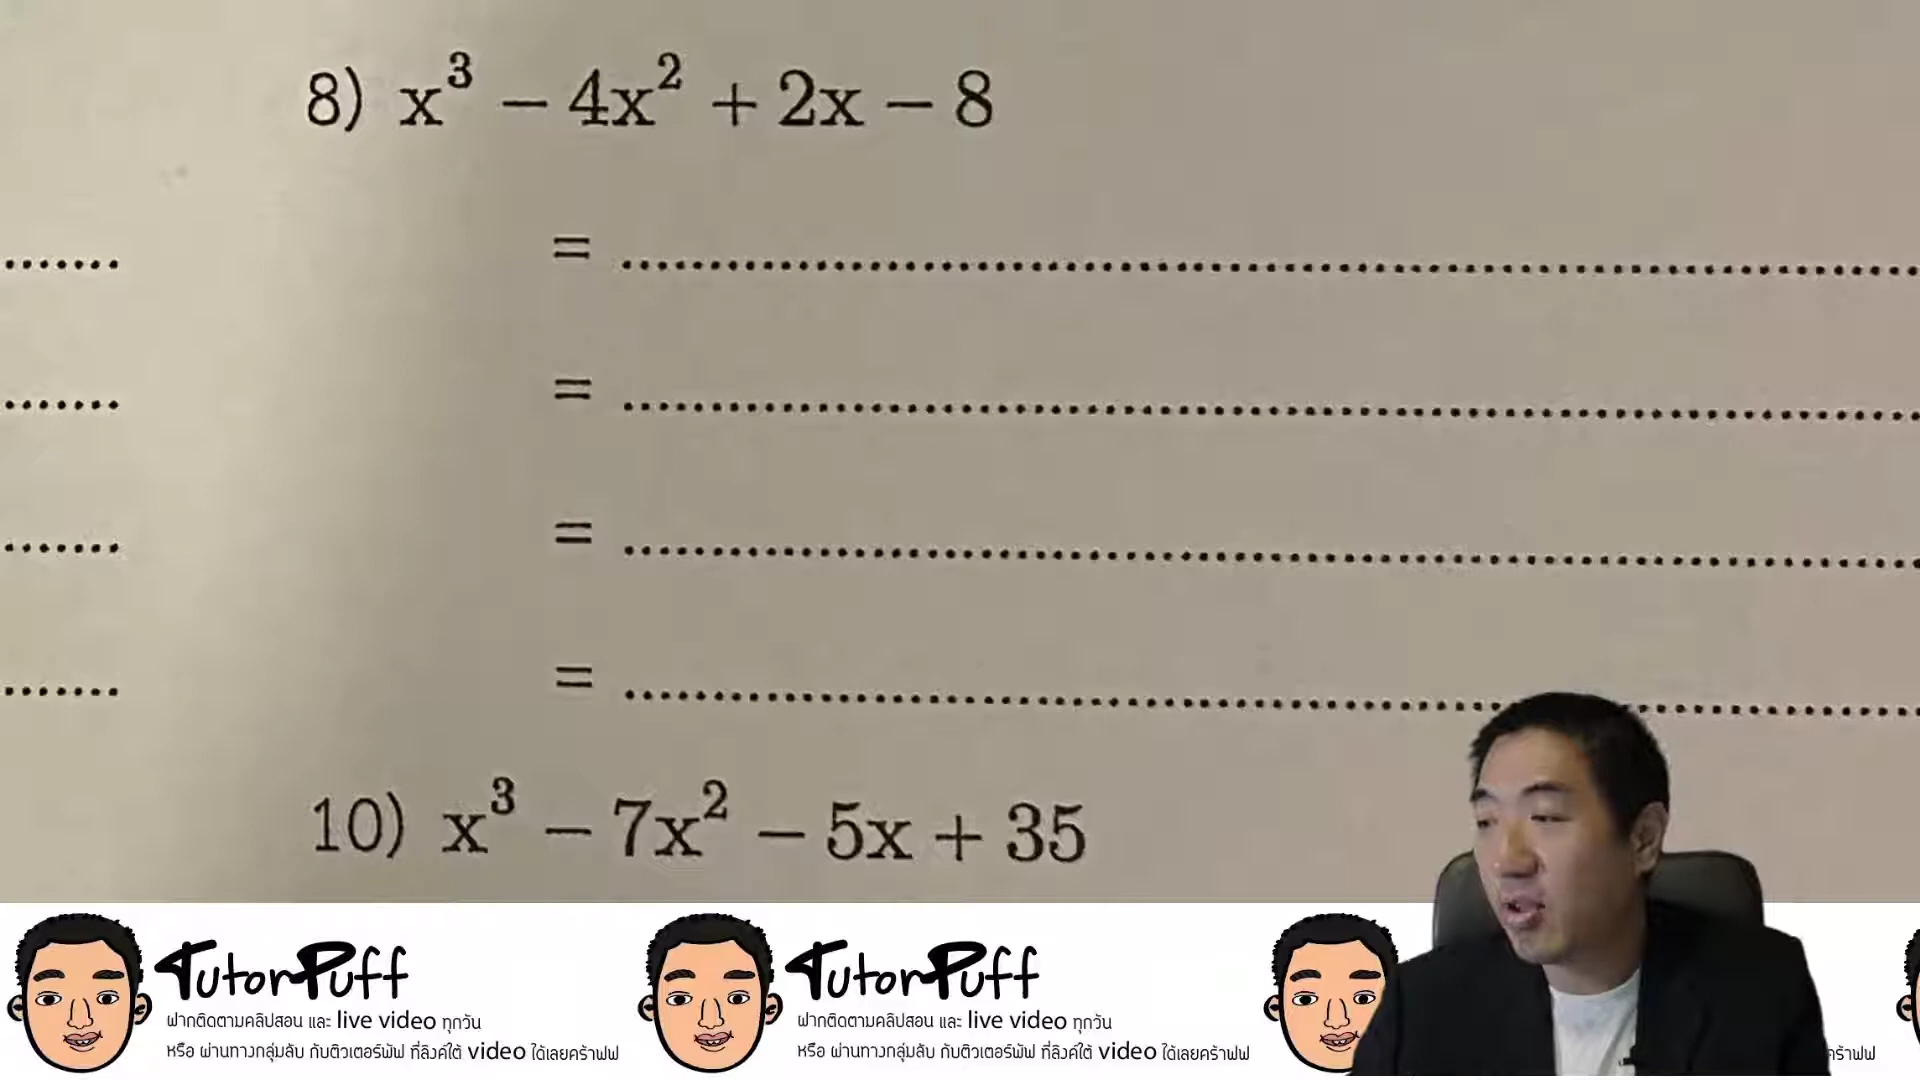 8) x³ − 4x² + 2x − 8
= ........................
= ........................
= ........................
= ........................
10) x³ − 7x² − 5x + 35
TutorPuff
ฝากติดตามคลิปสอน และ live video ทุกวัน
หรือ ผ่านทางกลุ่มลับ กับติวเตอร์พัฟ ที่ลิงค์ใต้ video ได้เลยคร้าฟฟ
TutorPuff
ฝากติดตามคลิปสอน และ live video ทุกวัน
หรือ ผ่านทางกลุ่มลับ กับติวเตอร์พัฟ ที่ลิงค์ใต้ video ได้เลยคร้าฟฟ
คร้าฟฟ